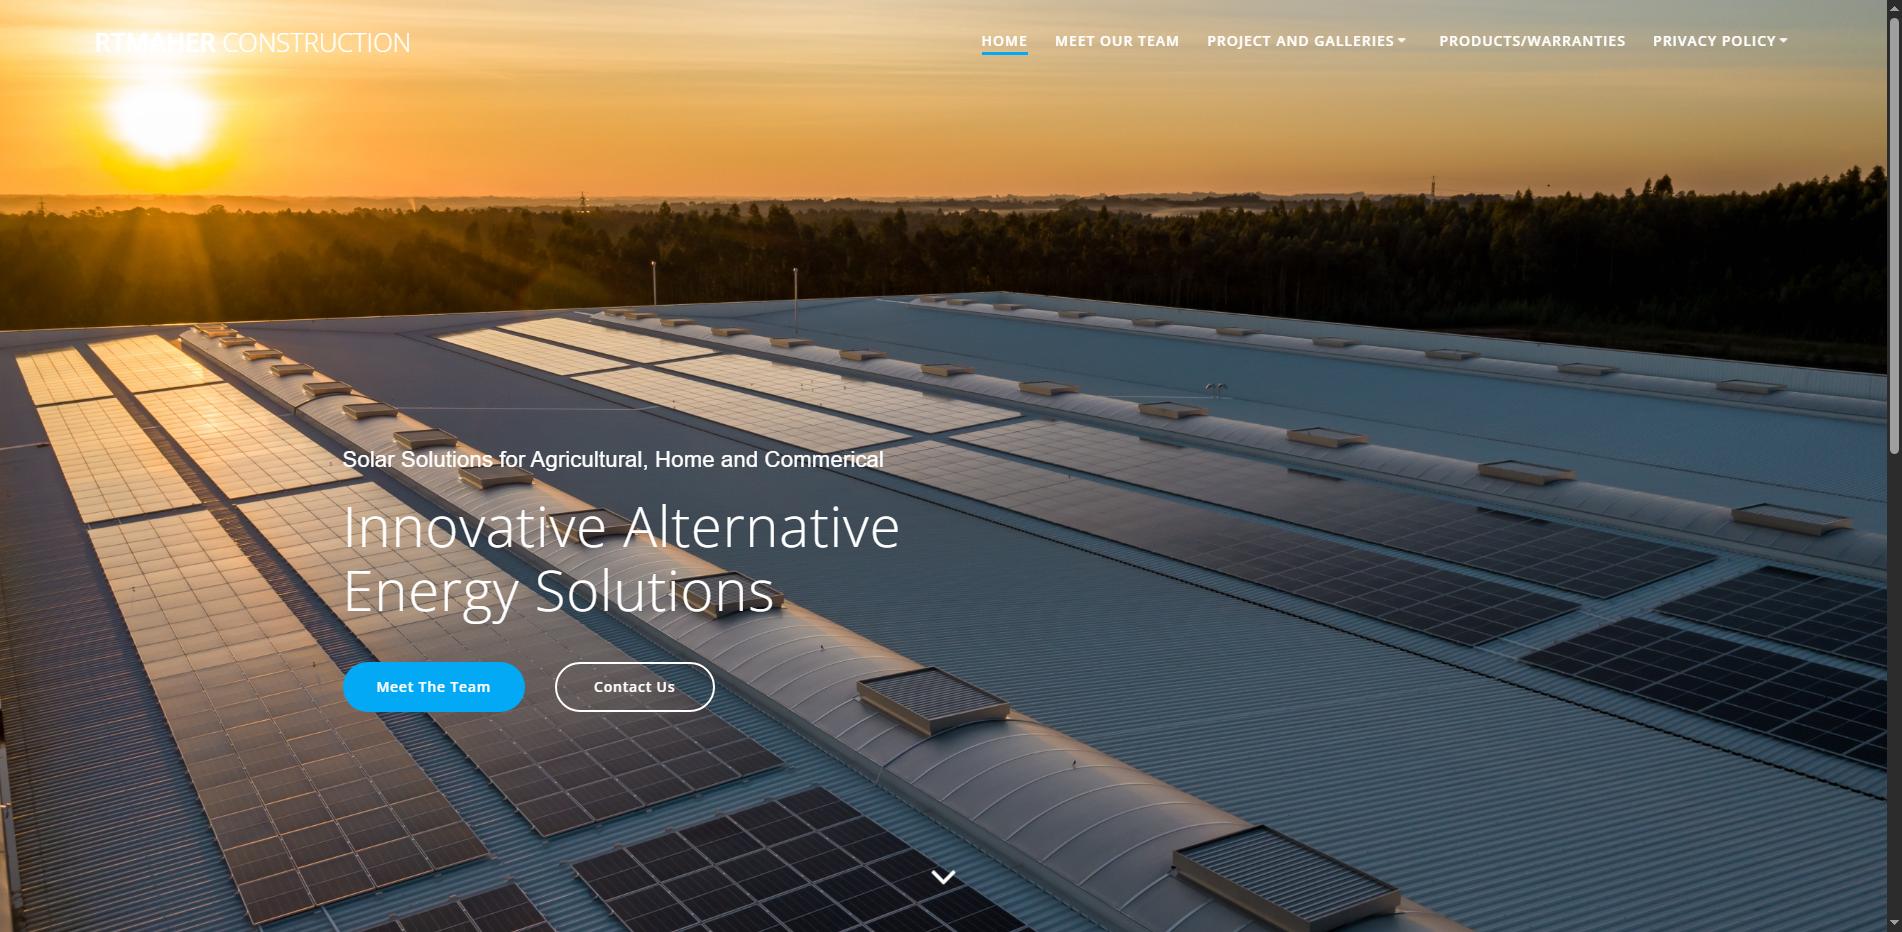 RTMAHER CONSTRUCTION
HOME MEET OUR TEAM PROJECT AND GALLERIES PRODUCTS/WARRANTIES PRIVACY POLICY
Solar Solutions for Agricultural, Home and Commerical
Innovative Alternative
Energy Solutions
Meet The Team Contact Us